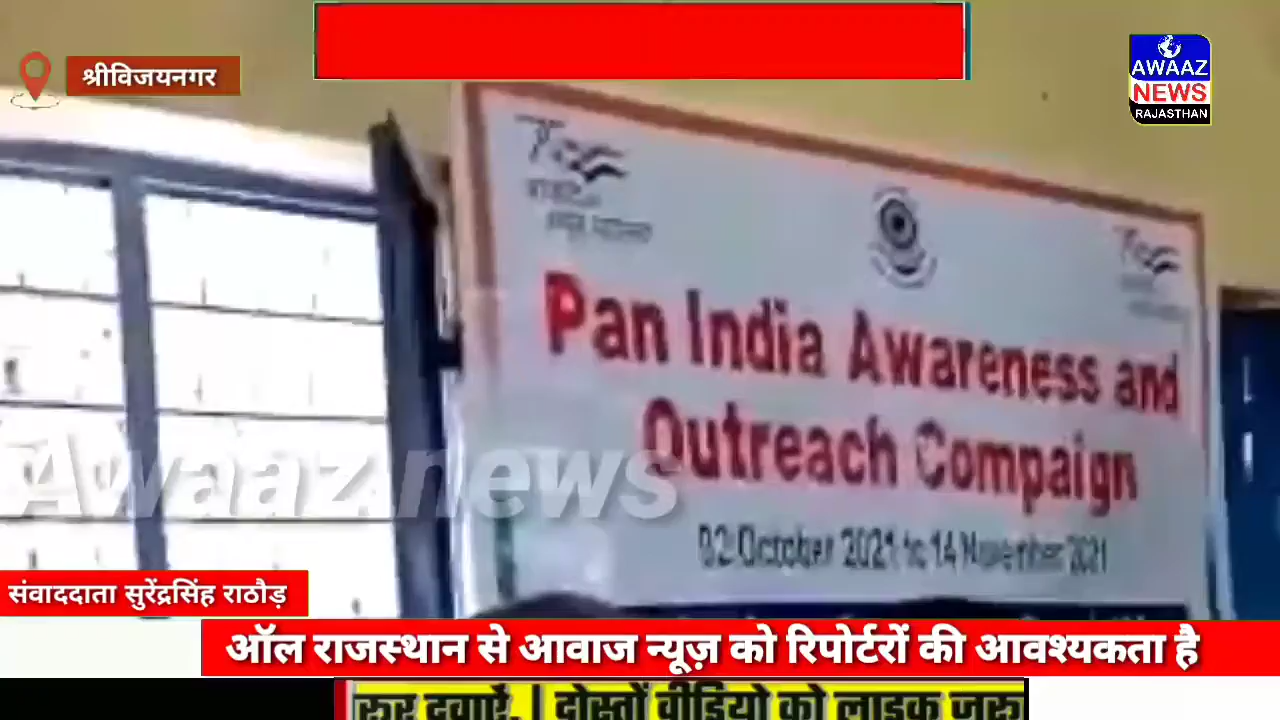 श्रीविजयनगर
AWAAZ
NEWS
RAJASTHAN
Pan India Awareness and
Outreach Compaign
02 October 2021 to 14 November 2021
Awaaz.news
संवाददाता सुरेंद्रसिंह राठौड़
ऑल राजस्थान से आवाज न्यूज़ को रिपोर्टरों की आवश्यकता है
दोस्तों वीडियो को लाइक